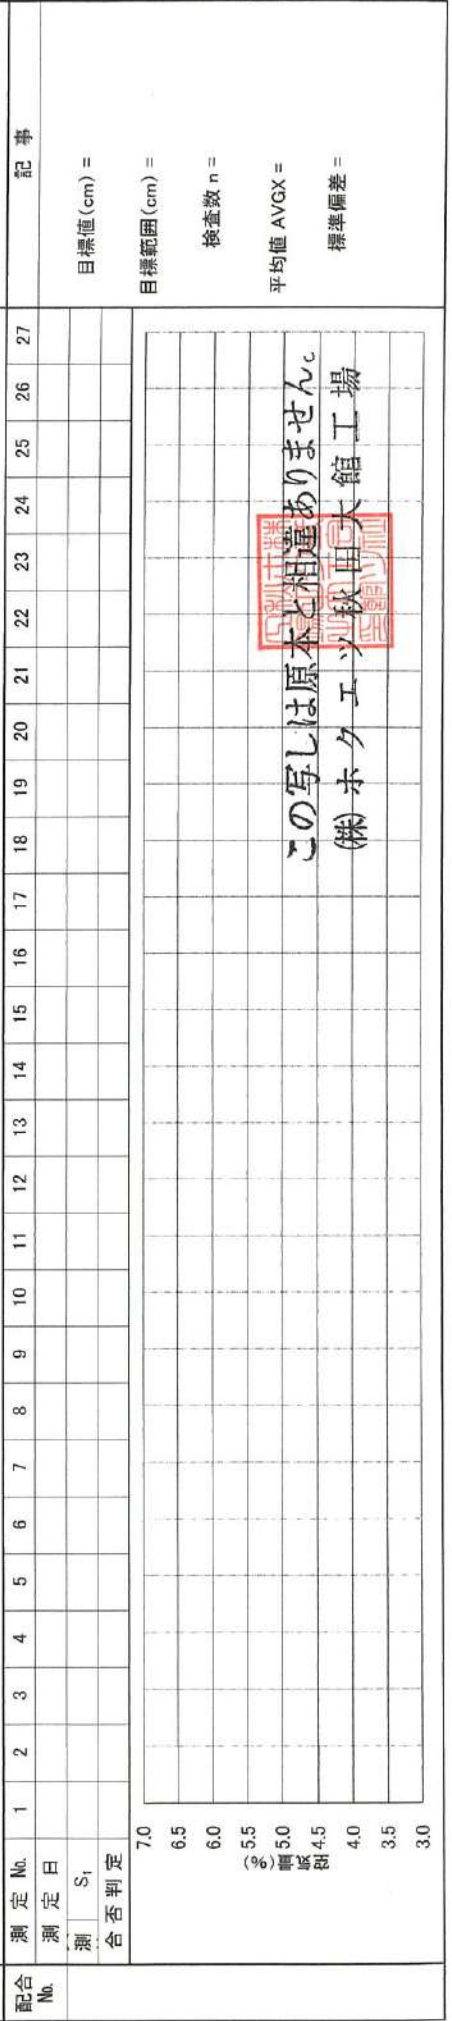 配合 No.
測定 No. 1 2 3 4 5 6 7 8 9 10 11 12 13 14 15 16 17 18 19 20 21 22 23 24 25 26 27 記事
測定日
測 S1
合否判定
目標値(cm) =
目標範囲(cm) =
検査数 n =
平均値 AVGX =
標準偏差 =
空気量(%)
7.0
6.5
6.0
5.5
5.0
4.5
4.0
3.5
3.0
この写しは原本と相違ありません。
(株)ホクエツ秋田大館工場